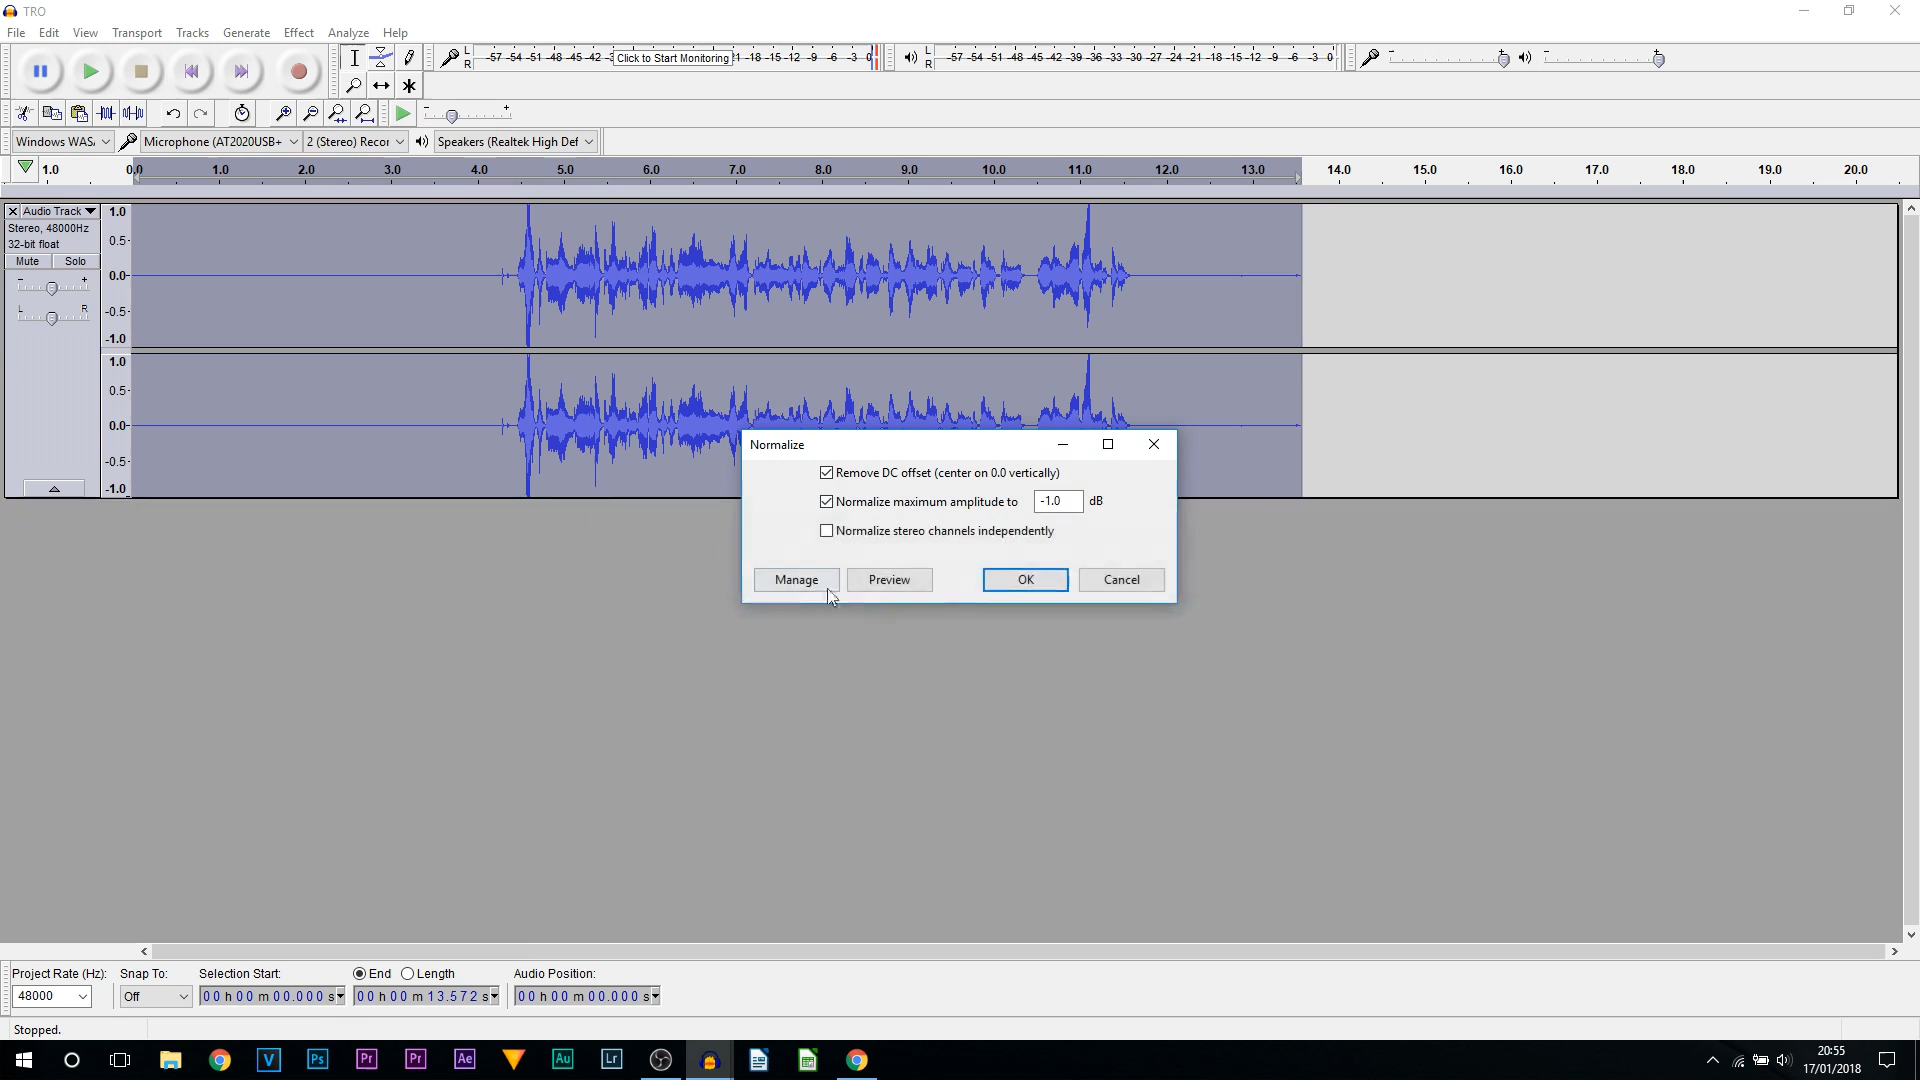 TRO
File Edit View Transport Tracks Generate Effect Analyze Help
L R -57 -54 -51 -48 -45 -42 -3 Click to Start Monitoring 1 -18 -15 -12 -9 -6 -3 0
L R -57 -54 -51 -48 -45 -42 -39 -36 -33 -30 -27 -24 -21 -18 -15 -12 -9 -6 -3 0
- + - +
Windows WAS Microphone (AT2020USB+ 2 (Stereo) Recor Speakers (Realtek High Def
1.0 0.0 1.0 2.0 3.0 4.0 5.0 6.0 7.0 8.0 9.0 10.0 11.0 12.0 13.0 14.0 15.0 16.0 17.0 18.0 19.0 20.0
X Audio Track 1.0
Stereo, 48000Hz
32-bit float 0.5-
Mute Solo
0.0-
- +
L R
-0.5-
-1.0
1.0
0.5-
0.0-
-0.5-
-1.0
Normalize
Remove DC offset (center on 0.0 vertically)
Normalize maximum amplitude to -1.0 dB
Normalize stereo channels independently
Manage Preview OK Cancel
Project Rate (Hz): Snap To: Selection Start: End Length Audio Position:
48000 Off 00 h 00 m 00.000 s 00 h 00 m 13.572 s 00 h 00 m 00.000 s
Stopped.
V Ps Pr Pr Ae Au Lr
20:55
17/01/2018